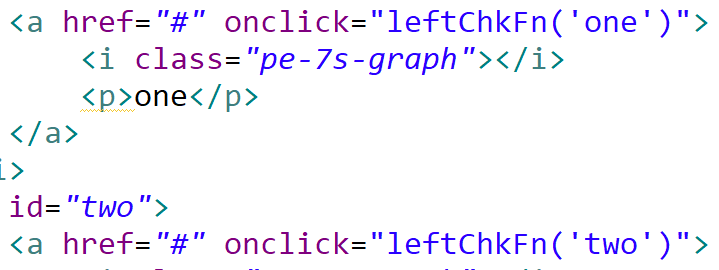 <a href="#" onclick="leftChkFn('one')">
<i class="pe-7s-graph"></i>
<p>one</p>
</a>
i>
id="two">
<a href="#" onclick="leftChkFn('two')">